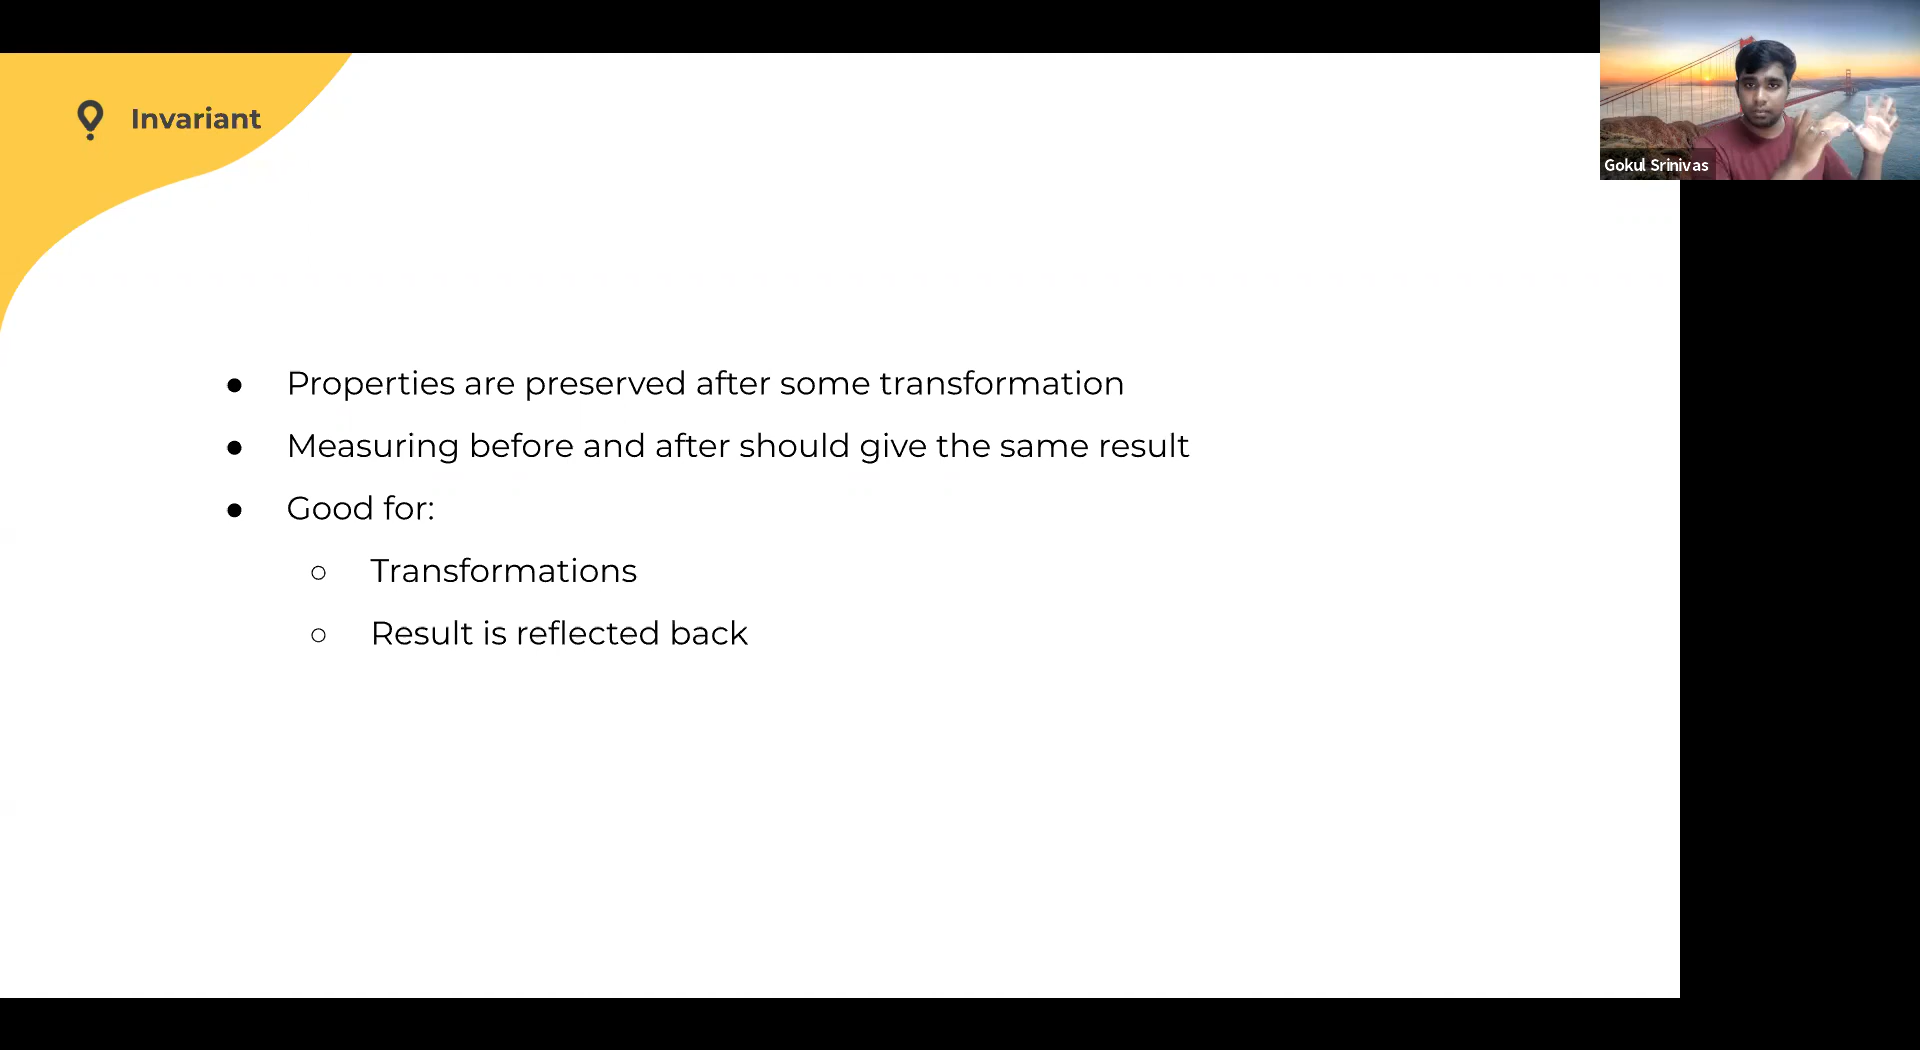 Invariant
Gokul Srinivas
● Properties are preserved after some transformation
● Measuring before and after should give the same result
● Good for:
○ Transformations
○ Result is reflected back